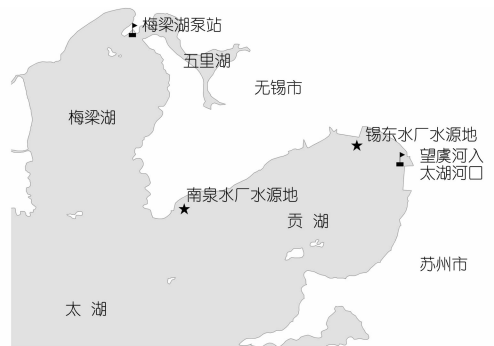 梅梁湖泵站
五里湖
无锡市
梅梁湖
锡东水厂水源地
望虞河入
太湖河口
南泉水厂水源地
贡 湖
苏州市
太 湖